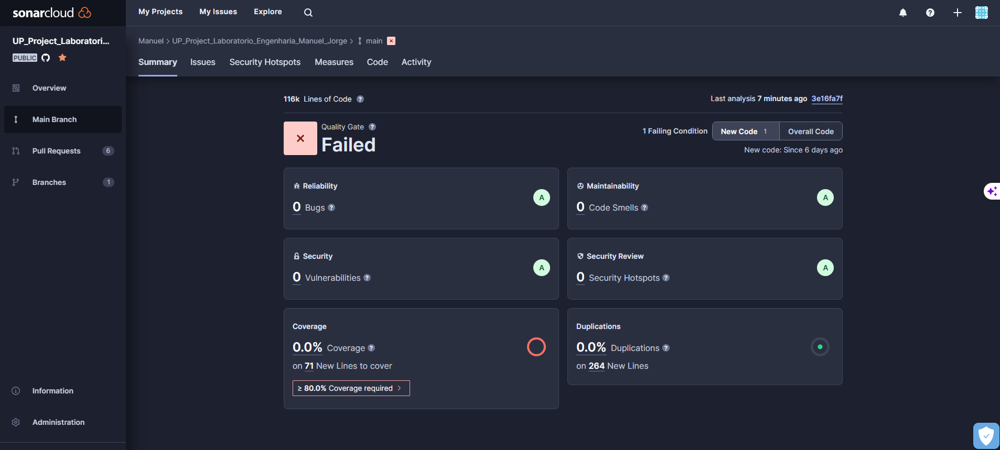 sonarcloud
My Projects My Issues Explore
UP_Project_Laboratori...
PUBLIC
Overview
Main Branch
Pull Requests 6
Branches 1
Information
Administration
Manuel > UP_Project_Laboratorio_Engenharia_Manuel_Jorge > main
Summary Issues Security Hotspots Measures Code Activity
116k Lines of Code
Last analysis 7 minutes ago 3e16fa7f
Quality Gate
Failed
1 Failing Condition New Code 1 Overall Code
New code: Since 6 days ago
Reliability
0 Bugs
A
Maintainability
0 Code Smells
A
Security
0 Vulnerabilities
A
Security Review
0 Security Hotspots
A
Coverage
0.0% Coverage
on 71 New Lines to cover
≥ 80.0% Coverage required >
Duplications
0.0% Duplications
on 264 New Lines